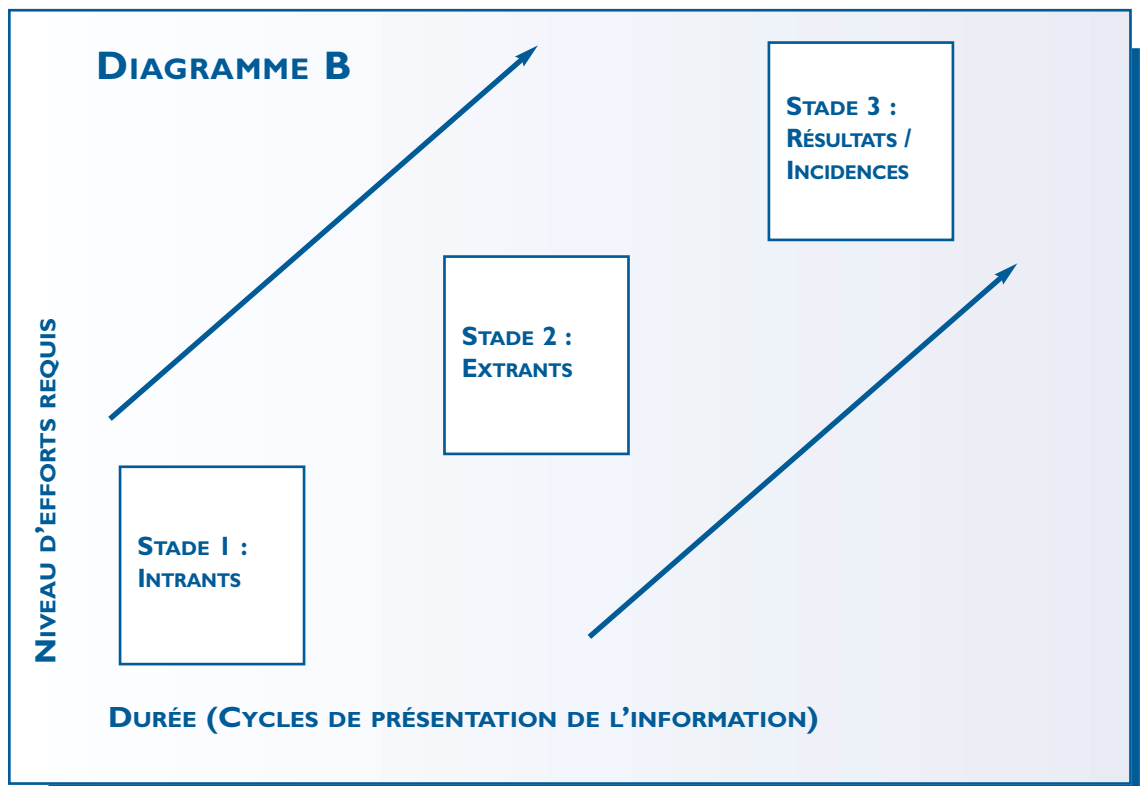 Diagramme B
Stade 3 :
Résultats /
Incidences
Stade 2 :
Extrants
Stade 1 :
Intrants
Niveau d’efforts requis
Durée (Cycles de présentation de l’information)